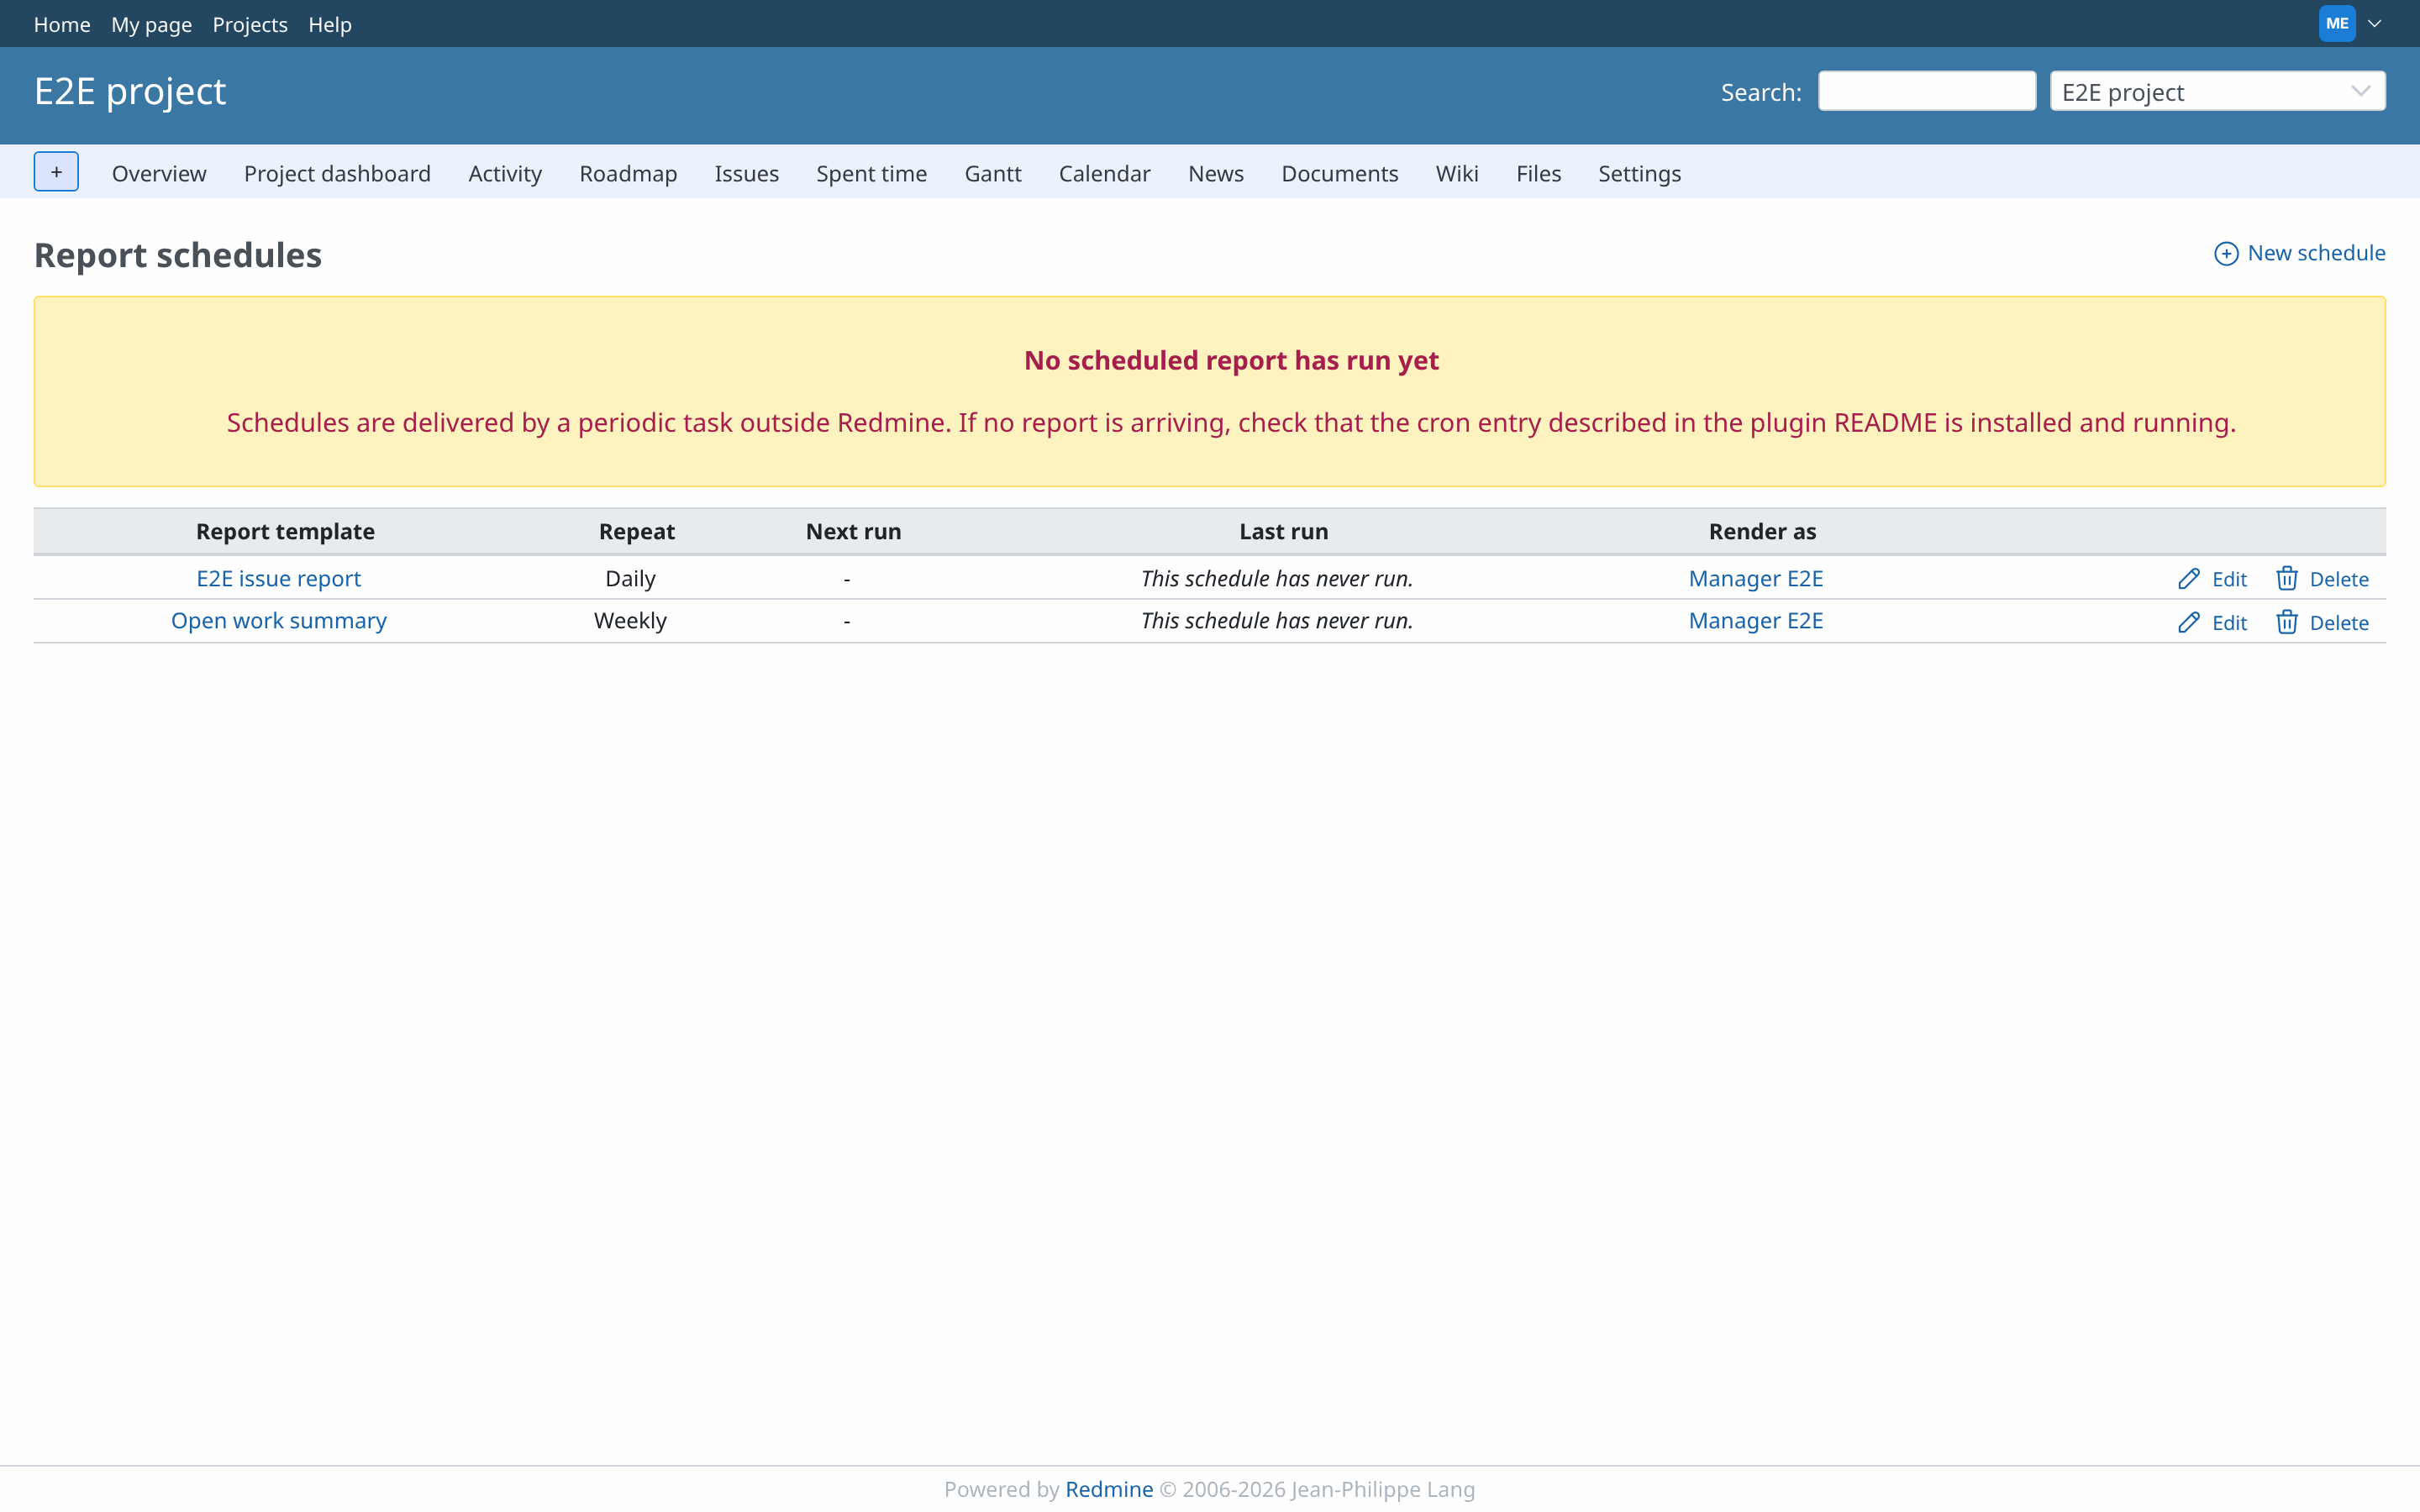 Home My page Projects Help ME
E2E project Search: E2E project
+ Overview Project dashboard Activity Roadmap Issues Spent time Gantt Calendar News Documents Wiki Files Settings
Report schedules New schedule
No scheduled report has run yet
Schedules are delivered by a periodic task outside Redmine. If no report is arriving, check that the cron entry described in the plugin README is installed and running.
Report template Repeat Next run Last run Render as
E2E issue report Daily - This schedule has never run. Manager E2E Edit Delete
Open work summary Weekly - This schedule has never run. Manager E2E Edit Delete
Powered by Redmine © 2006-2026 Jean-Philippe Lang